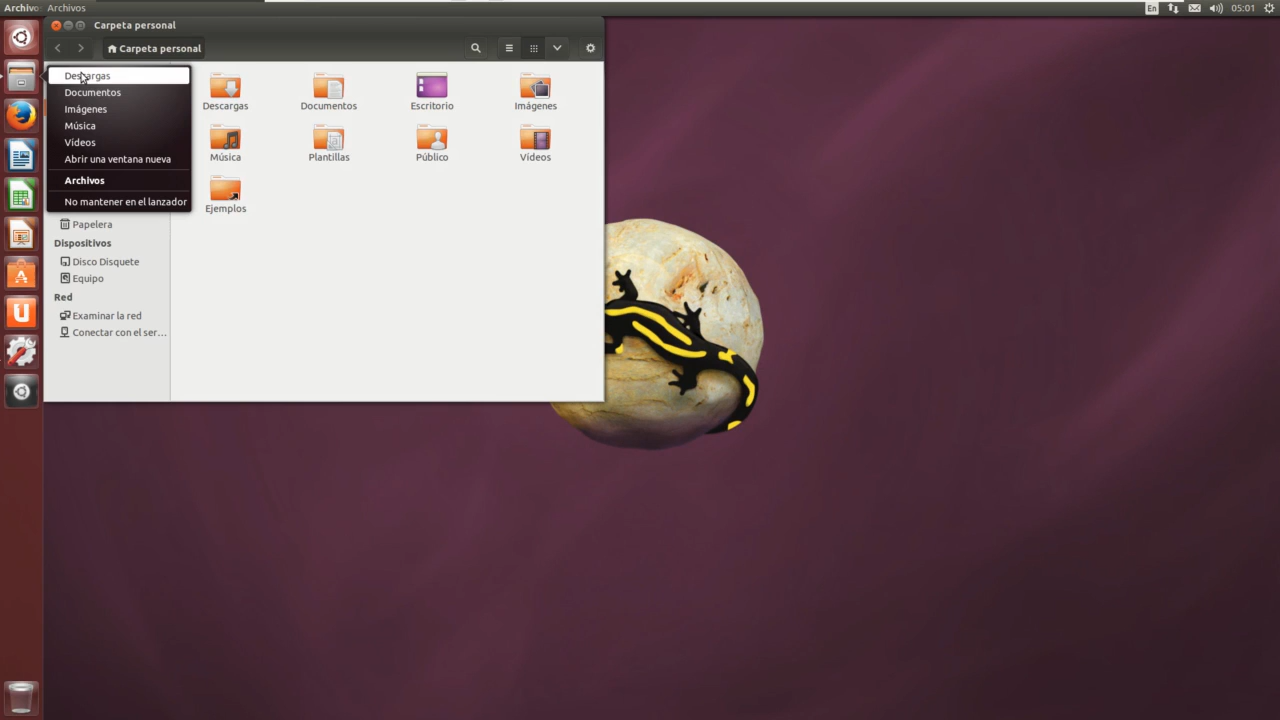 Archivo Archivos
En
05:01
Carpeta personal
Carpeta personal
Descargas
Documentos
Imágenes
Música
Vídeos
Abrir una ventana nueva
Archivos
No mantener en el lanzador
Papelera
Dispositivos
Disco Disquete
Equipo
Red
Examinar la red
Conectar con el ser…
Descargas
Documentos
Escritorio
Imágenes
Música
Plantillas
Público
Vídeos
Ejemplos